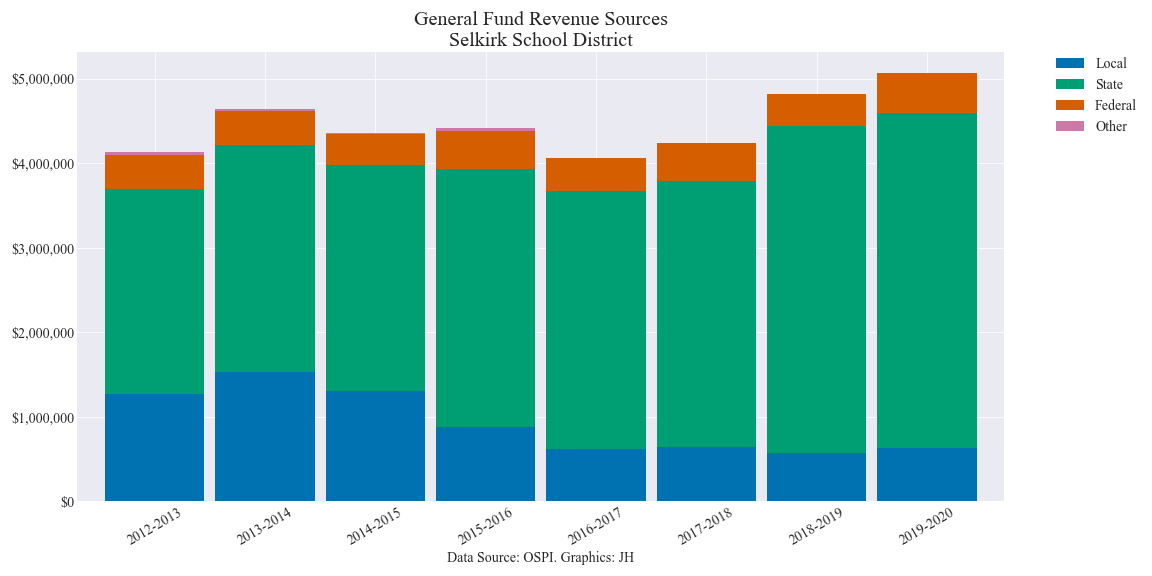 General Fund Revenue Sources
Selkirk School District
Local
State
Federal
Other
$5,000,000
$4,000,000
$3,000,000
$2,000,000
$1,000,000
$0
2012-2013
2013-2014
2014-2015
2015-2016
2016-2017
2017-2018
2018-2019
2019-2020
Data Source: OSPI. Graphics: JH